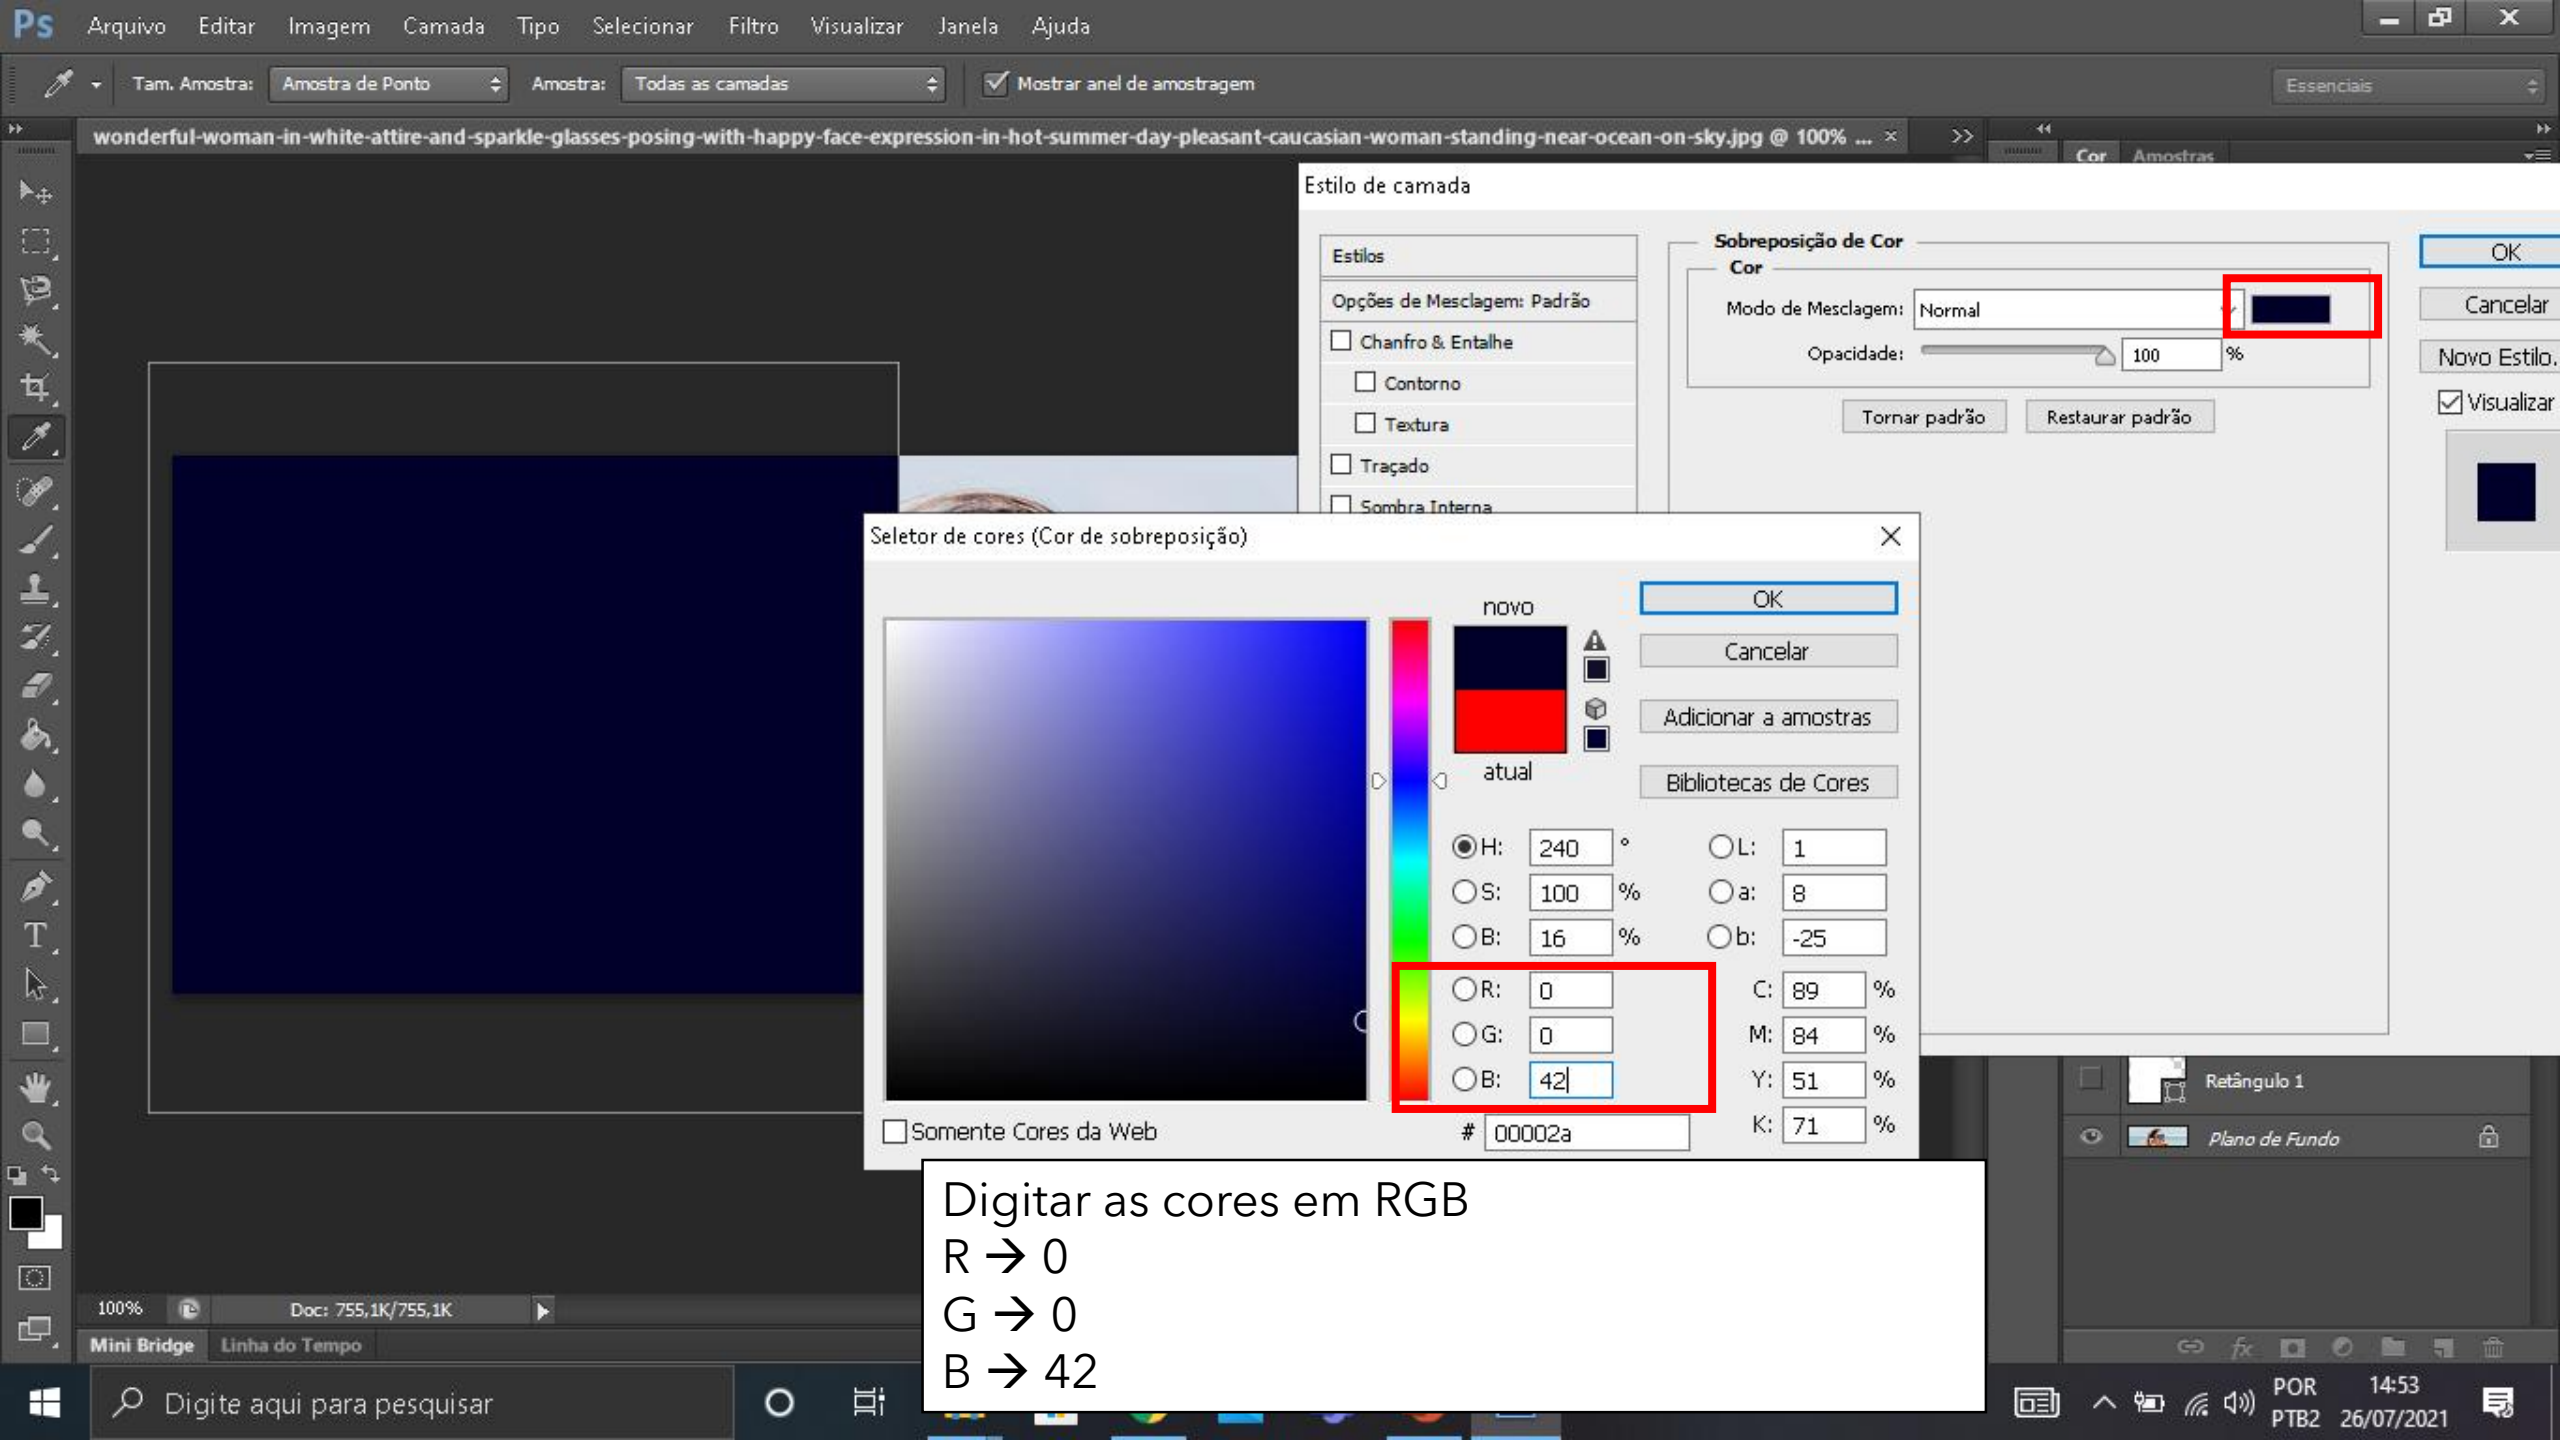 Ps Arquivo Editar Imagem Camada Tipo Selecionar Filtro Visualizar Janela Ajuda
Tam. Amostra: Amostra de Ponto Amostra: Todas as camadas Mostrar anel de amostragem Essenciais
wonderful-woman-in-white-attire-and-sparkle-glasses-posing-with-happy-face-expression-in-hot-summer-day-pleasant-caucasian-woman-standing-near-ocean-on-sky.jpg @ 100% ... ×
Cor Amostras
Estilo de camada
Estilos
Opções de Mesclagem: Padrão
Chanfro & Entalhe
Contorno
Textura
Traçado
Sombra Interna
Sobreposição de Cor
Cor
Modo de Mesclagem: Normal
Opacidade: 100 %
Tornar padrão Restaurar padrão
OK
Cancelar
Novo Estilo.
Visualizar
Seletor de cores (Cor de sobreposição)
novo
atual
OK
Cancelar
Adicionar a amostras
Bibliotecas de Cores
H: 240 ° L: 1
S: 100 % a: 8
B: 16 % b: -25
R: 0 C: 89 %
G: 0 M: 84 %
B: 42 Y: 51 %
# 00002a K: 71 %
Somente Cores da Web
Retângulo 1
Plano de Fundo
Digitar as cores em RGB
R → 0
G → 0
B → 42
100% Doc: 755,1K/755,1K
Mini Bridge Linha do Tempo
fx
Digite aqui para pesquisar
POR
PTB2
14:53
26/07/2021